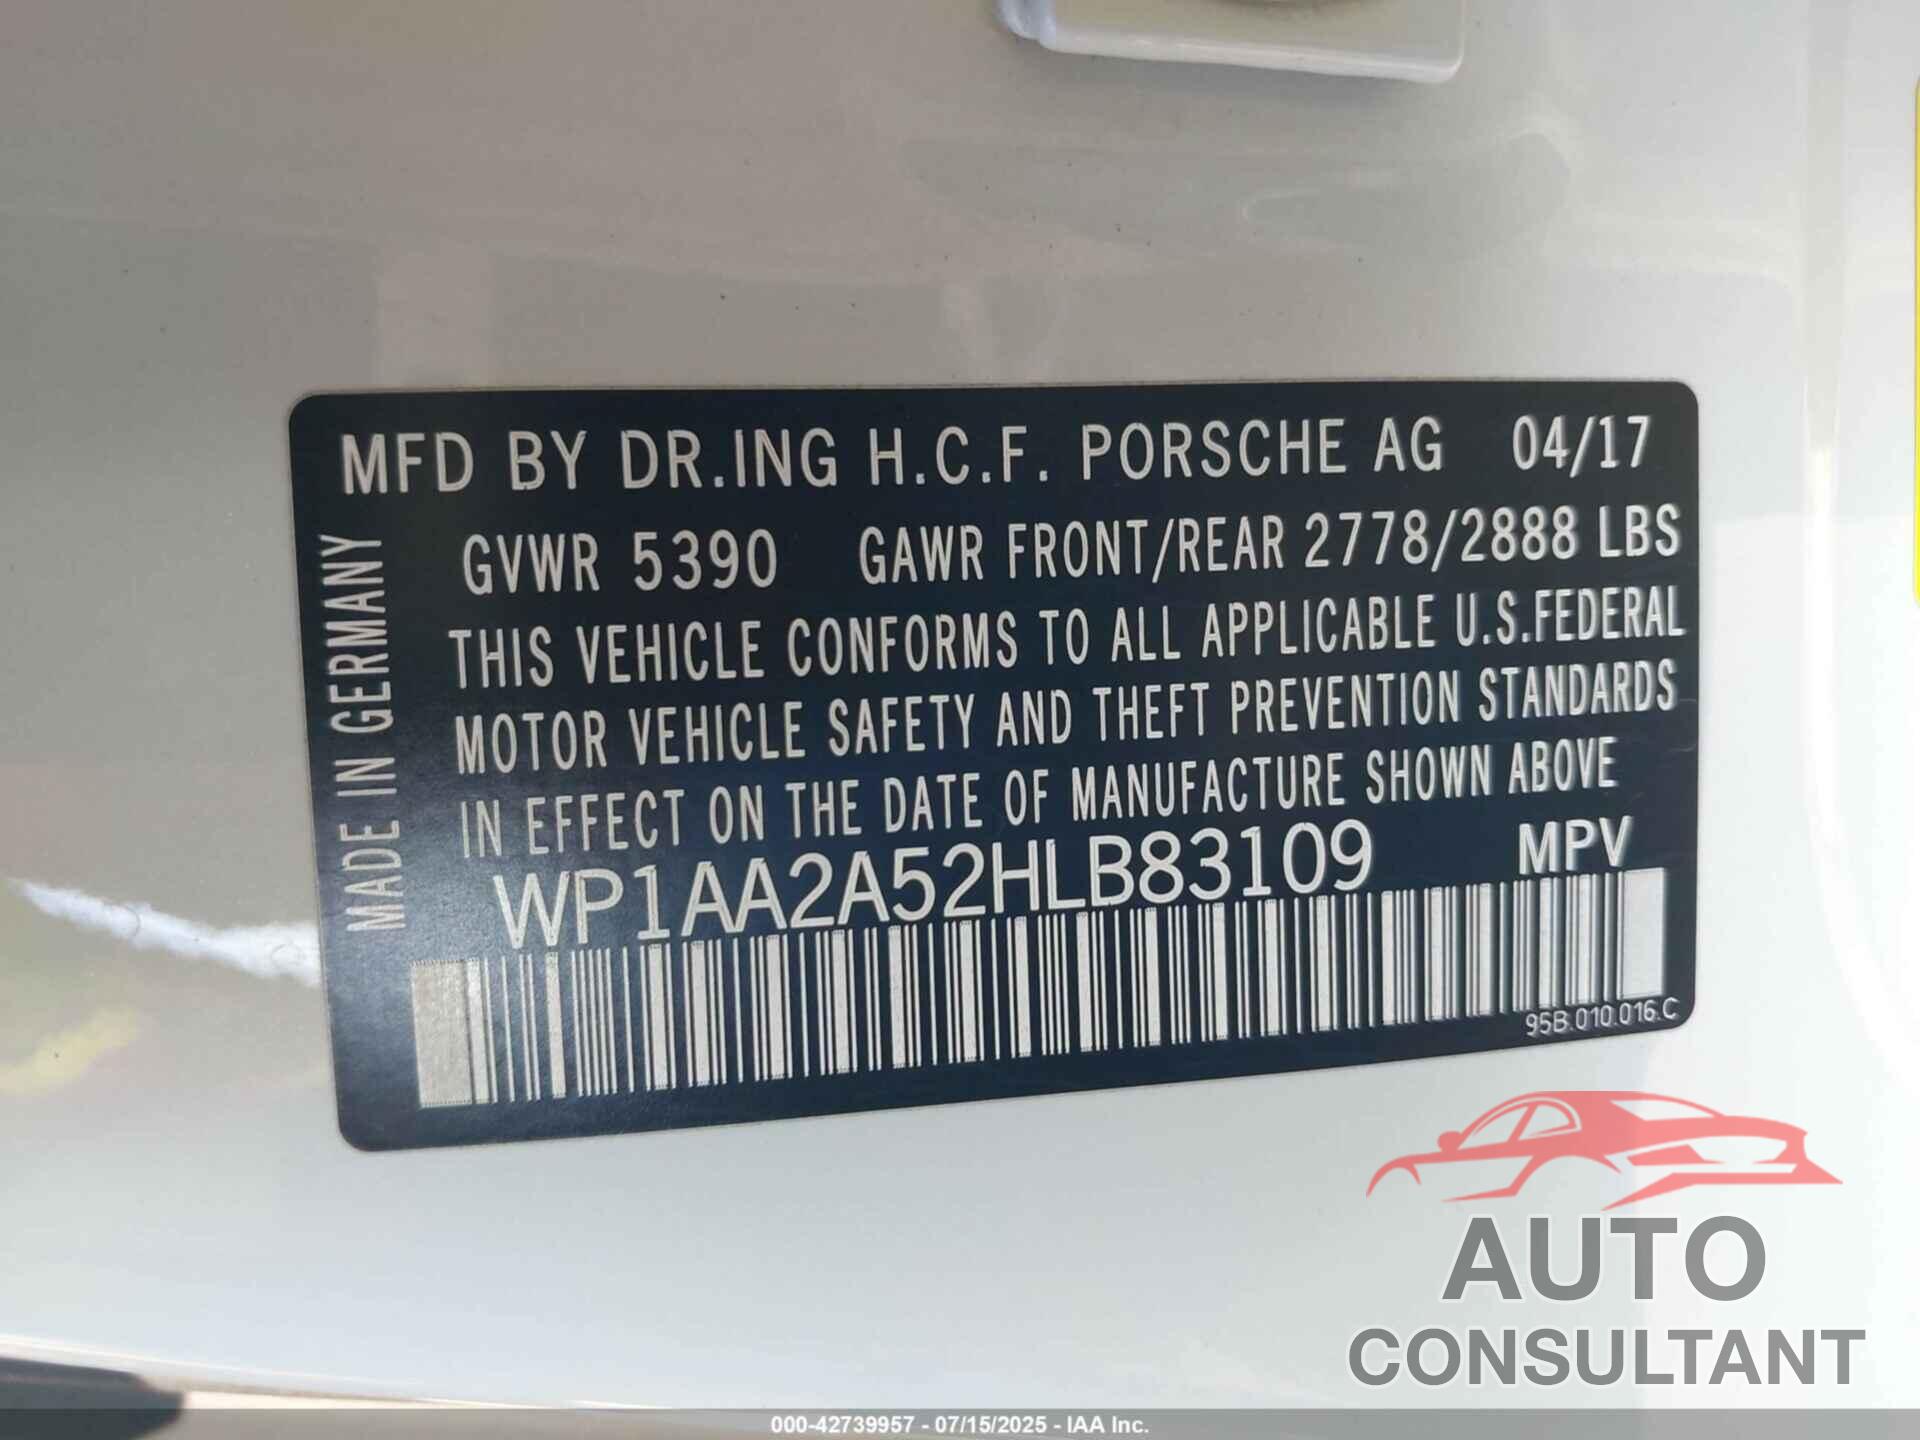 MFD BY DR.ING H.C.F. PORSCHE AG 04/17
GVWR 5390 GAWR FRONT/REAR 2778/2888 LBS
THIS VEHICLE CONFORMS TO ALL APPLICABLE U.S.FEDERAL
MOTOR VEHICLE SAFETY AND THEFT PREVENTION STANDARDS
IN EFFECT ON THE DATE OF MANUFACTURE SHOWN ABOVE
WP1AA2A52HLB83109 MPV
MADE IN GERMANY
95B.010.016.C
AUTO
CONSULTANT
000-42739957 - 07/15/2025 - IAA Inc.